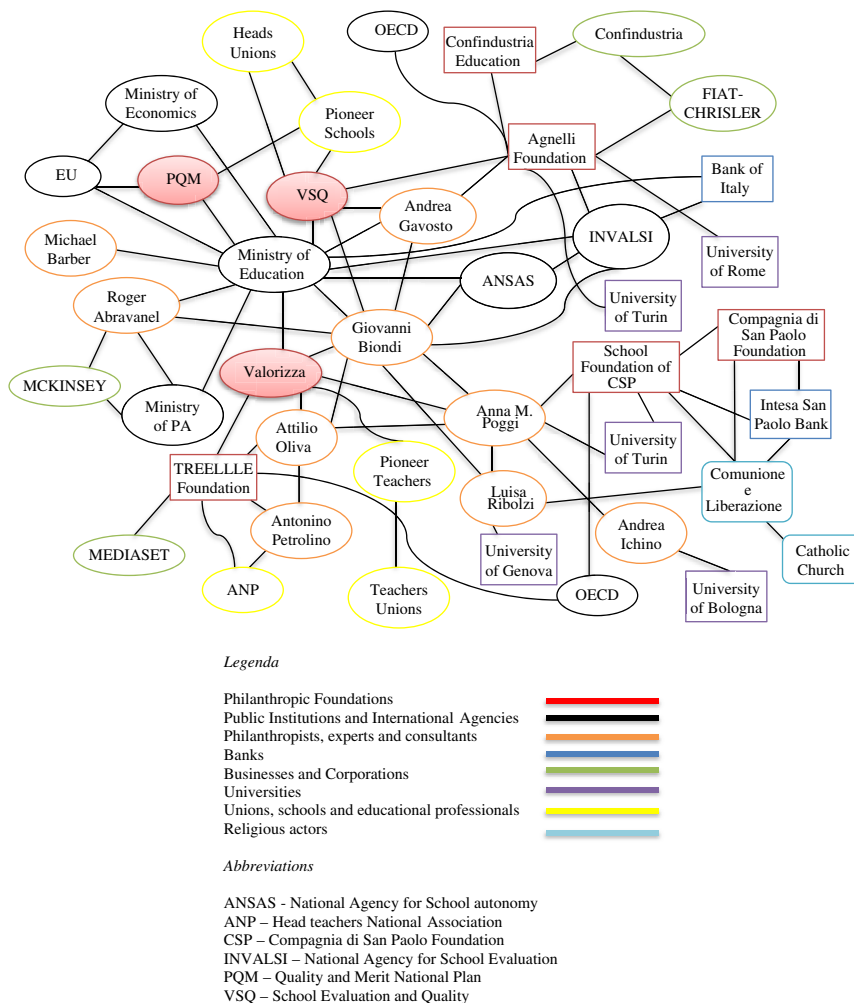 OECD
Heads
Unions
Confindustria
Education
Confindustria
Ministry of
Economics
Pioneer
Schools
FIAT-
CHRISLER
Agnelli
Foundation
EU
PQM
VSQ
Bank of
Italy
Andrea
Gavosto
Michael
Barber
Ministry of
Education
INVALSI
University
of Rome
ANSAS
Roger
Abravanel
University
of Turin
Giovanni
Biondi
Compagnia di
San Paolo
Foundation
School
Foundation of
CSP
MCKINSEY
Valorizza
Ministry
of PA
Anna M.
Poggi
Intesa San
Paolo Bank
Attilio
Oliva
University
of Turin
Pioneer
Teachers
TREELLLE
Foundation
Comunione
e
Liberazione
Luisa
Ribolzi
Antonino
Petrolino
Andrea
Ichino
MEDIASET
University
of Genova
Catholic
Church
ANP
Teachers
Unions
OECD
University
of Bologna
Legenda
Philanthropic Foundations
Public Institutions and International Agencies
Philanthropists, experts and consultants
Banks
Businesses and Corporations
Universities
Unions, schools and educational professionals
Religious actors
Abbreviations
ANSAS - National Agency for School autonomy
ANP – Head teachers National Association
CSP – Compagnia di San Paolo Foundation
INVALSI – National Agency for School Evaluation
PQM – Quality and Merit National Plan
VSQ – School Evaluation and Quality